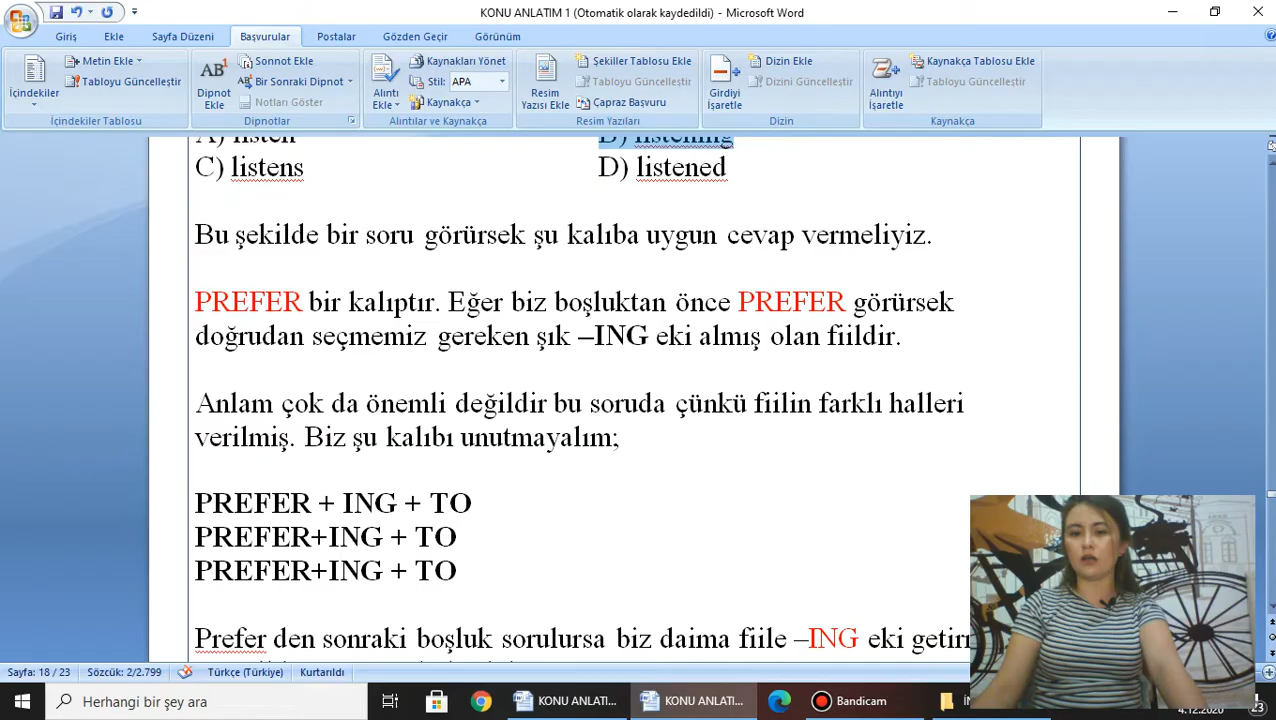 KONU ANLATIM 1 (Otomatik olarak kaydedildi) - Microsoft Word
Giriş Ekle Sayfa Düzeni Başvurular Postalar Gözden Geçir Görünüm
İçindekiler
Metin Ekle
Tabloyu Güncelleştir
İçindekiler Tablosu
AB¹
Dipnot Ekle
Sonnot Ekle
Bir Sonraki Dipnot
Notları Göster
Dipnotlar
Alıntı Ekle
Kaynakları Yönet
Stil: APA
Kaynakça
Alıntılar ve Kaynakça
Resim Yazısı Ekle
Şekiller Tablosu Ekle
Tabloyu Güncelleştir
Çapraz Başvuru
Resim Yazıları
Girdiyi İşaretle
Dizin Ekle
Dizini Güncelleştir
Dizin
Alıntıyı İşaretle
Kaynakça Tablosu Ekle
Tabloyu Güncelleştir
Kaynakça
A) listen B) listening
C) listens D) listened
Bu şekilde bir soru görürsek şu kalıba uygun cevap vermeliyiz.
PREFER bir kalıptır. Eğer biz boşluktan önce PREFER görürsek
doğrudan seçmemiz gereken şık –ING eki almış olan fiildir.
Anlam çok da önemli değildir bu soruda çünkü fiilin farklı halleri
verilmiş. Biz şu kalıbı unutmayalım;
PREFER + ING + TO
PREFER+ING + TO
PREFER+ING + TO
Prefer den sonraki boşluk sorulursa biz daima fiile –ING eki
Sayfa: 18 / 23 Sözcük: 2/2.799 Türkçe (Türkiye) Kurtarıldı
Herhangi bir şey ara KONU ANLATI... KONU ANLAT... Bandicam
4.12.2020